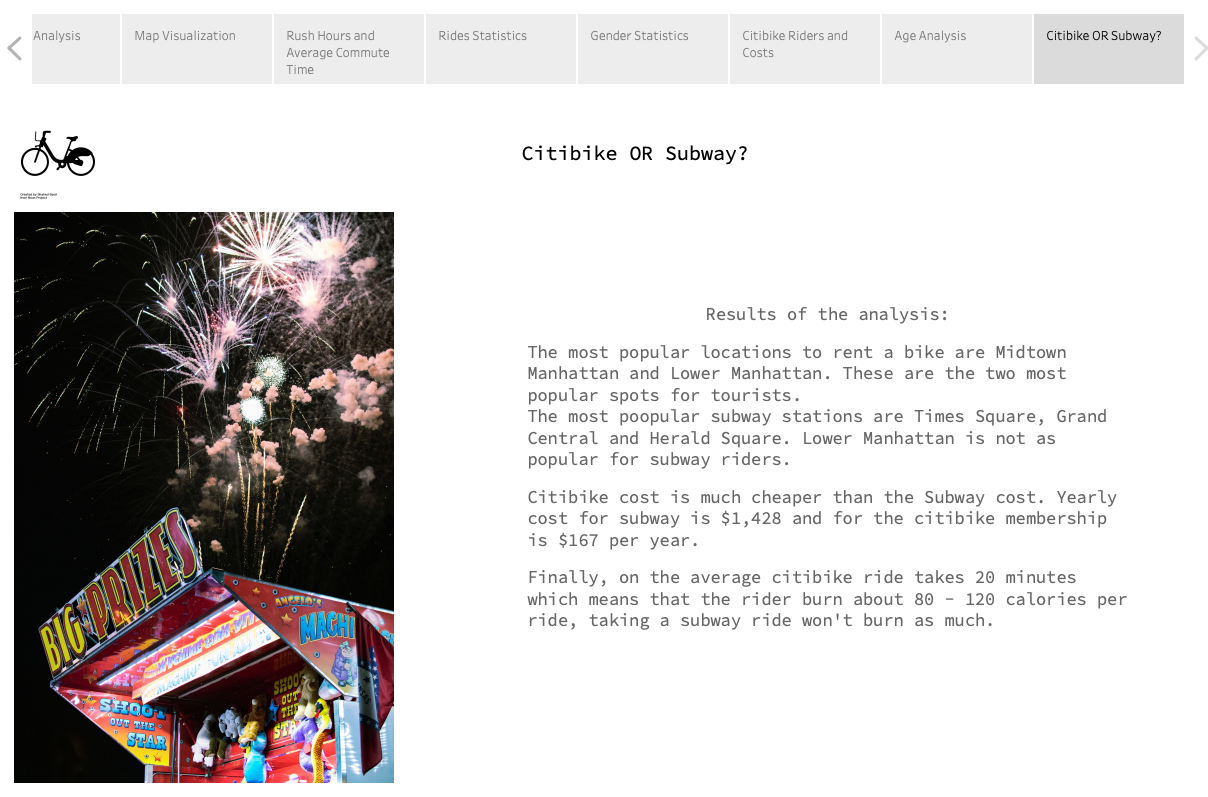 Analysis
Map Visualization
Rush Hours and
Average Commute
Time
Rides Statistics
Gender Statistics
Citibike Riders and
Costs
Age Analysis
Citibike OR Subway?
Citibike OR Subway?
Results of the analysis:
The most popular locations to rent a bike are Midtown
Manhattan and Lower Manhattan. These are the two most
popular spots for tourists.
The most poopular subway stations are Times Square, Grand
Central and Herald Square. Lower Manhattan is not as
popular for subway riders.
Citibike cost is much cheaper than the Subway cost. Yearly
cost for subway is $1,428 and for the citibike membership
is $167 per year.
Finally, on the average citibike ride takes 20 minutes
which means that the rider burn about 80 - 120 calories per
ride, taking a subway ride won't burn as much.
BIG PRIZES
ANGELO'S
MACHI
SHOOT
OUT THE
STAR
SHOOT
OUT
THE
STA